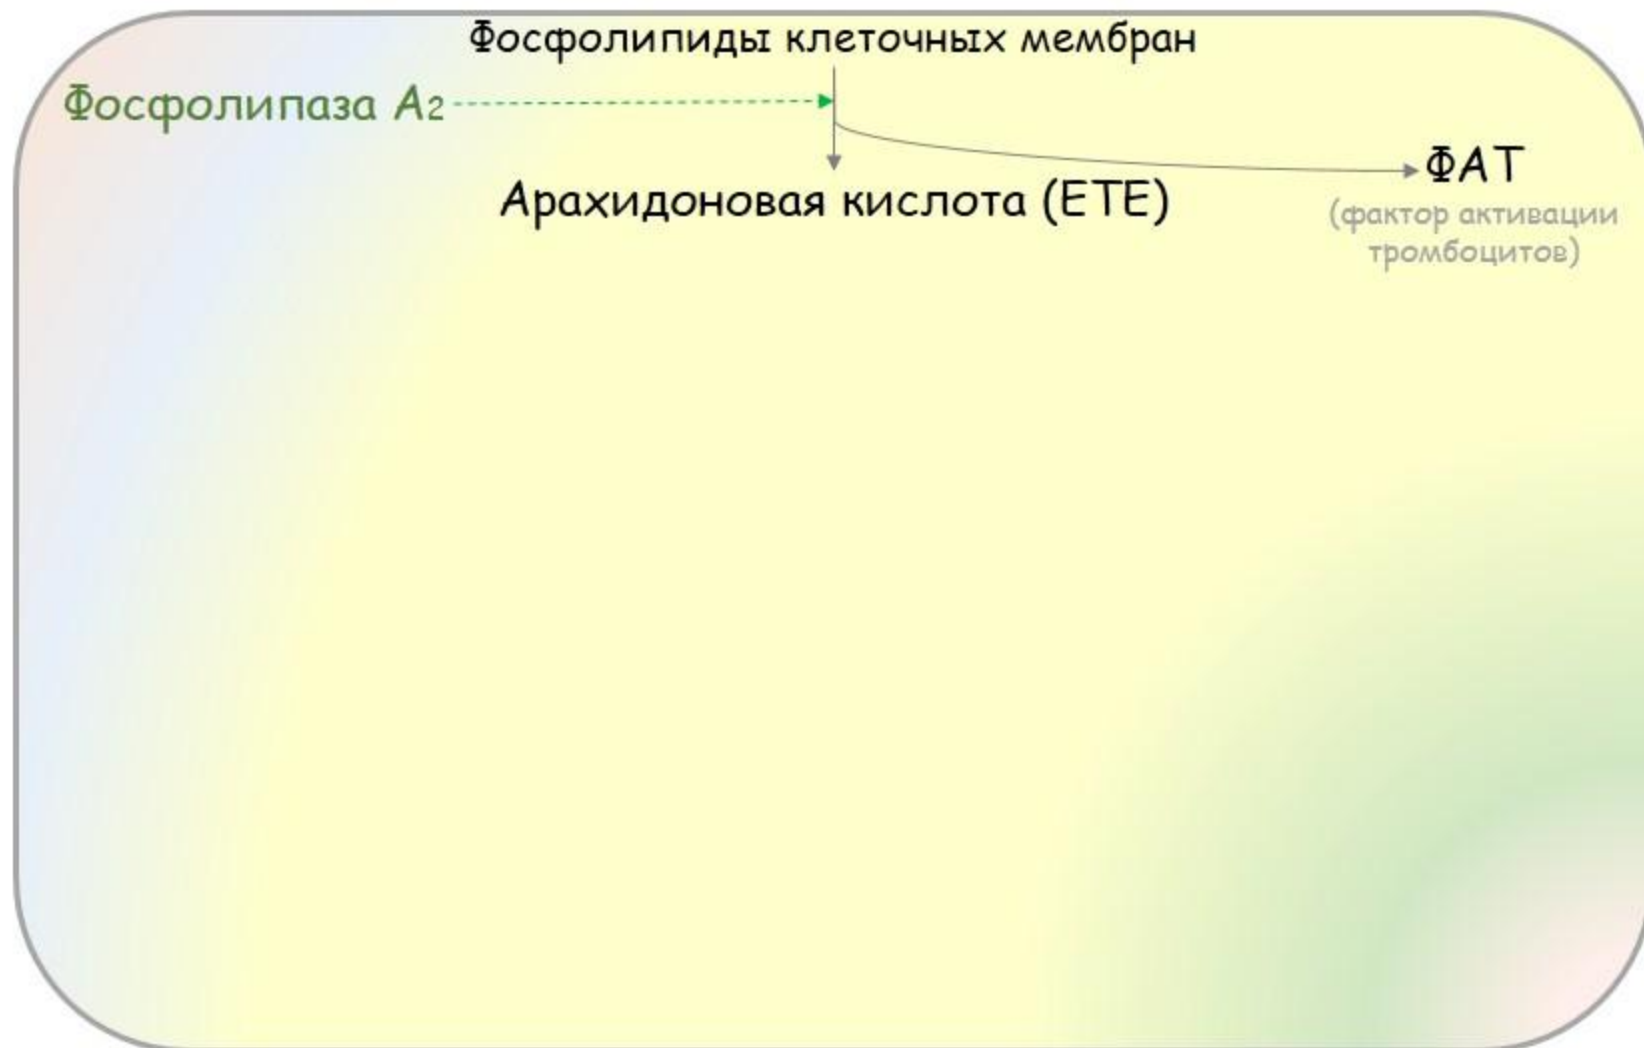 Фосфолипиды клеточных мембран
Фосфолипаза А2
ФАТ
Арахидоновая кислота (ЕТЕ)
(фактор активации
тромбоцитов)